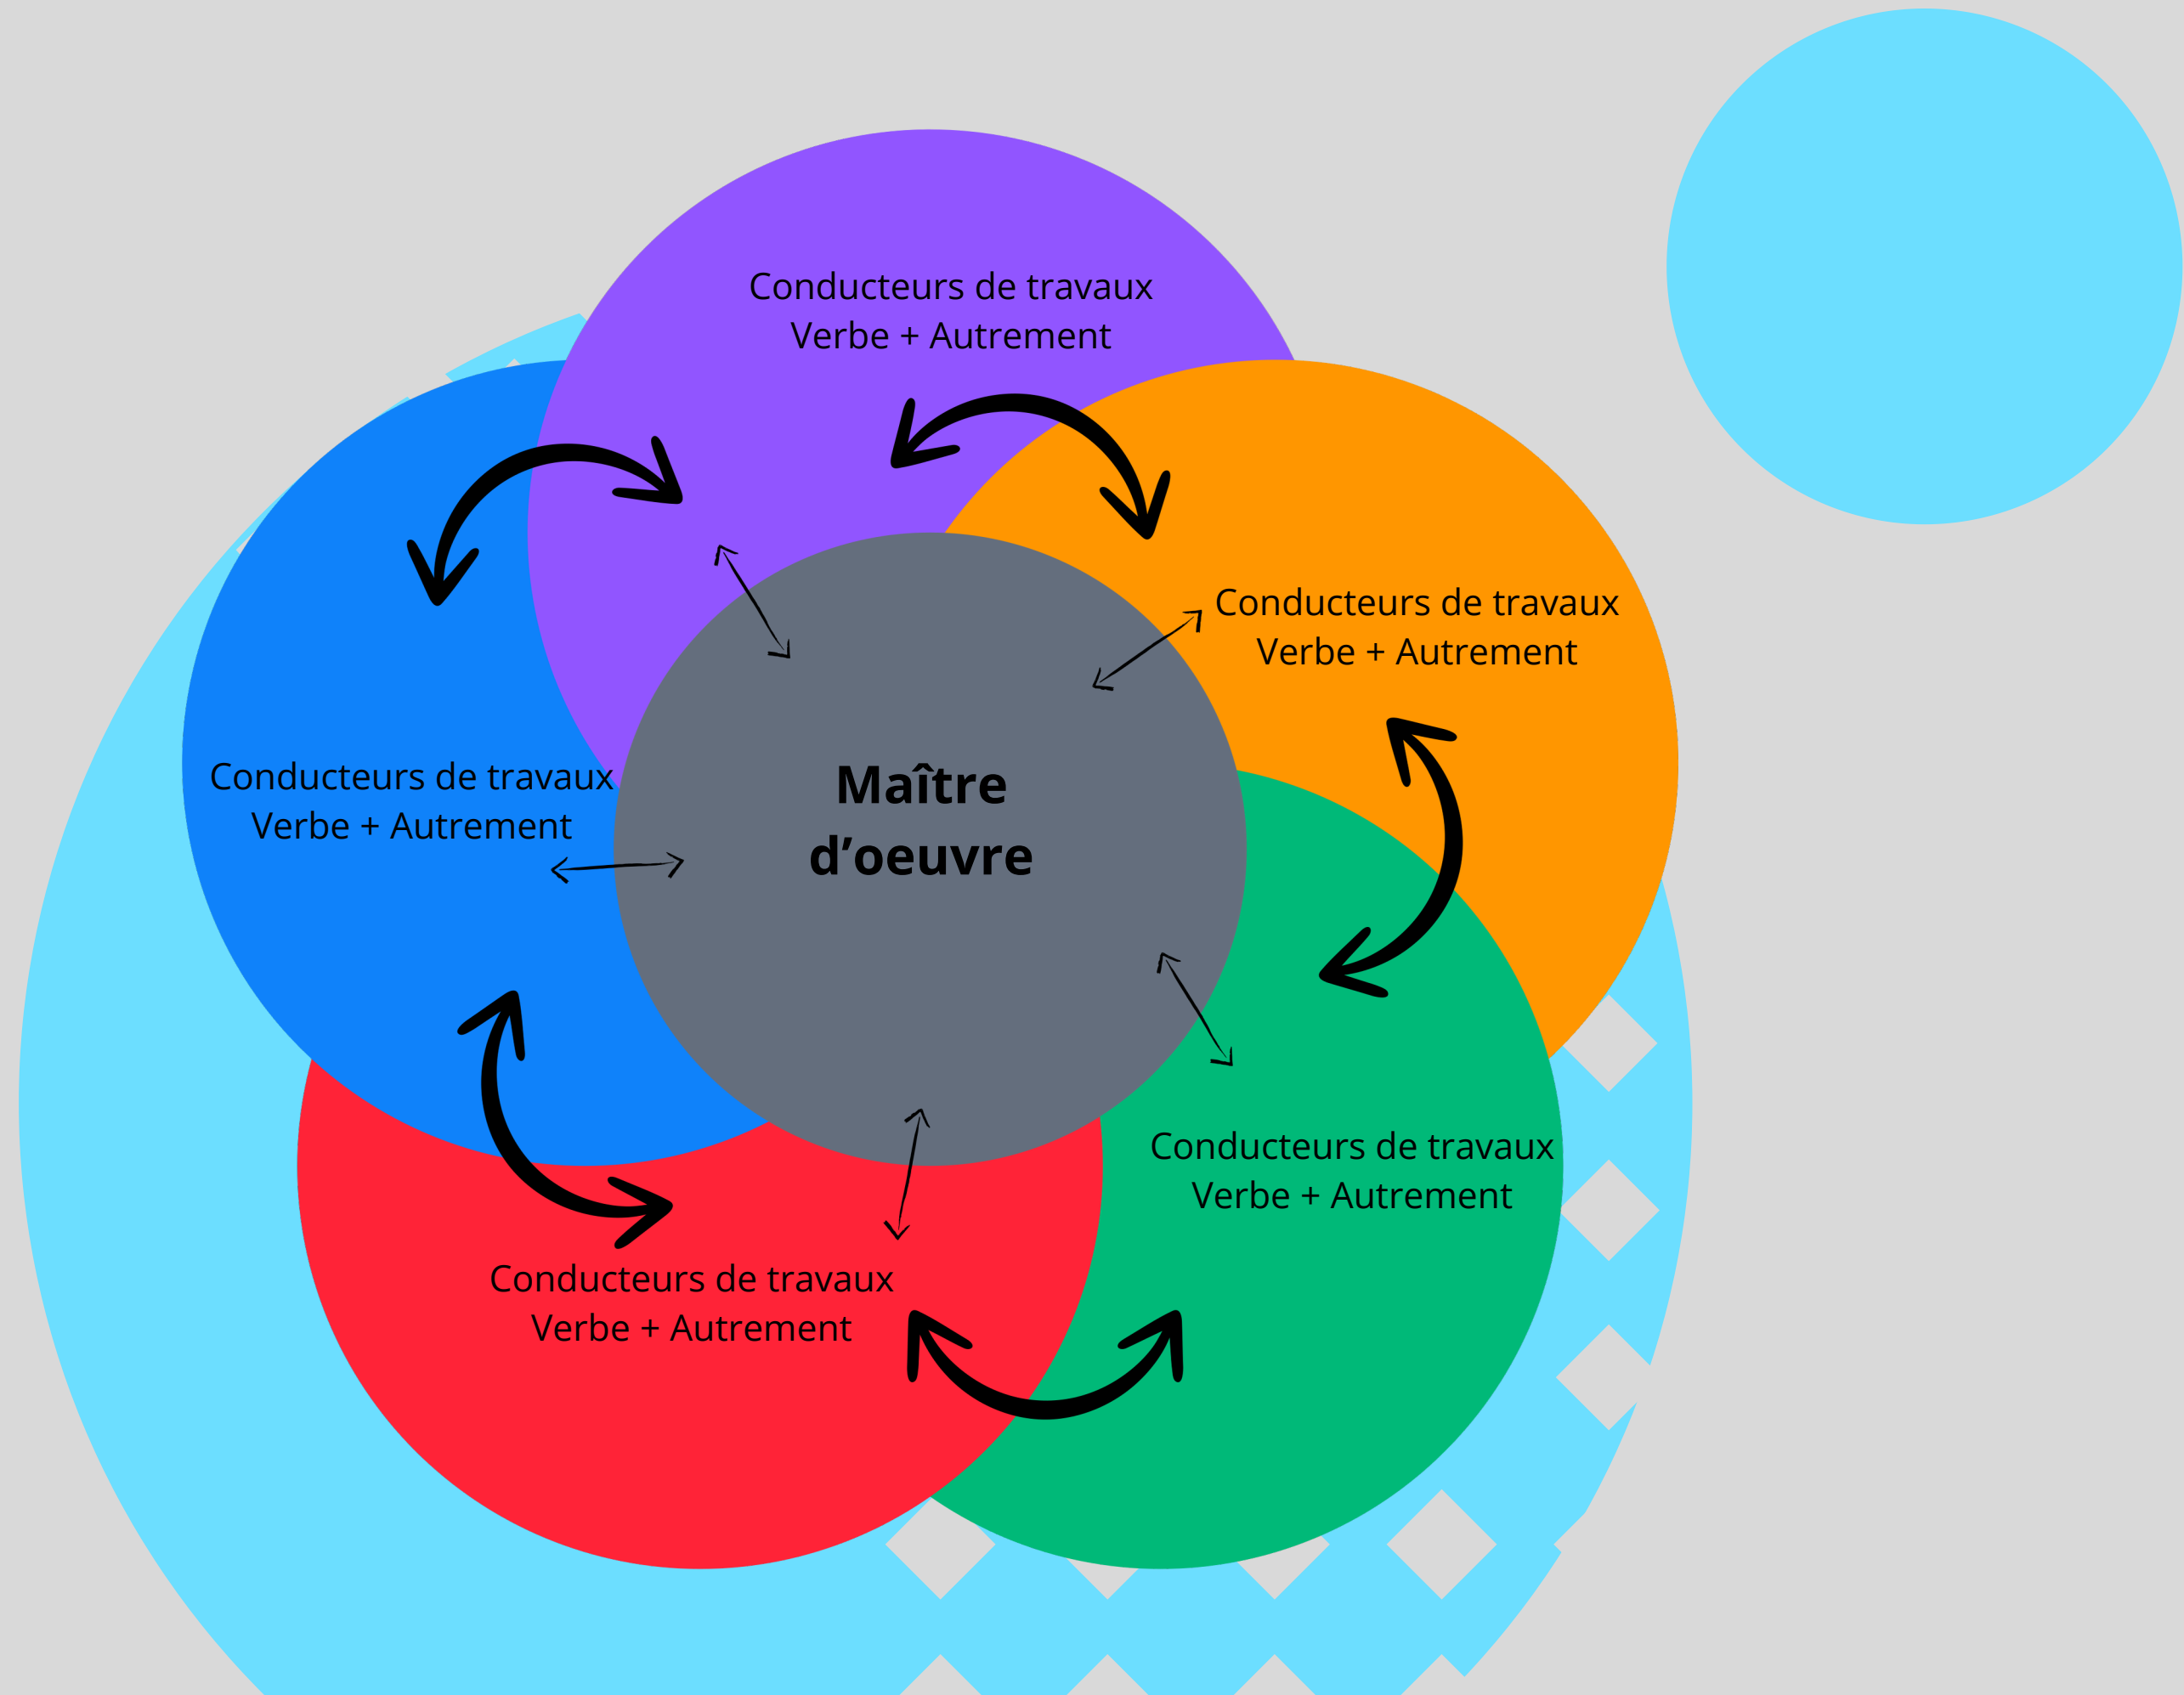 Conducteurs de travaux
Verbe + Autrement
Conducteurs de travaux
Verbe + Autrement
Conducteurs de travaux
Verbe + Autrement
Maître
d’oeuvre
Conducteurs de travaux
Verbe + Autrement
Conducteurs de travaux
Verbe + Autrement